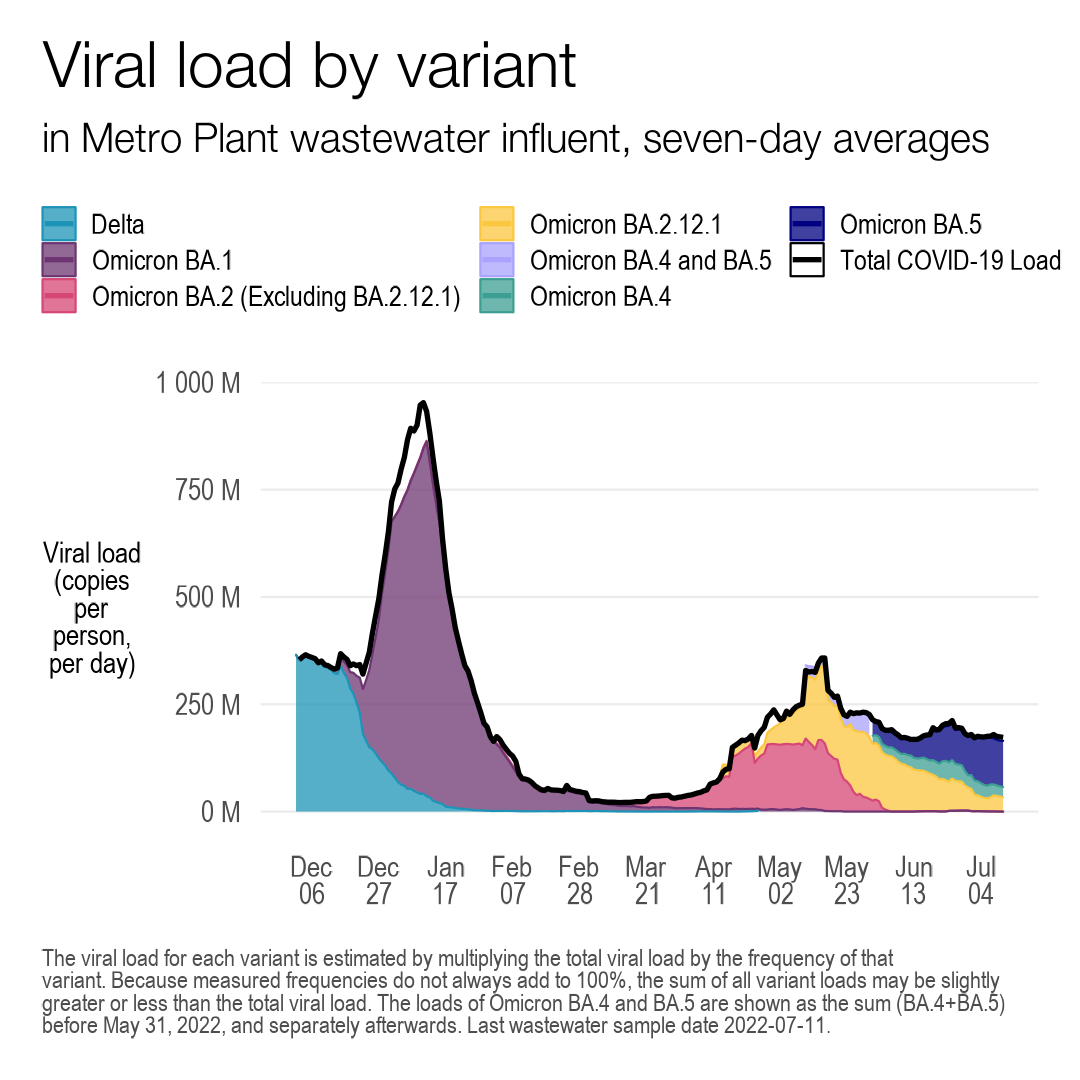 Viral load by variant
in Metro Plant wastewater influent, seven-day averages
Delta
Omicron BA.1
Omicron BA.2 (Excluding BA.2.12.1)
Omicron BA.2.12.1
Omicron BA.4 and BA.5
Omicron BA.4
Omicron BA.5
Total COVID-19 Load
1 000 M
750 M
500 M
250 M
0 M
Viral load
(copies
per
person,
per day)
Dec Dec Jan Feb Feb Mar Apr May May Jun Jul
06 27 17 07 28 21 11 02 23 13 04
The viral load for each variant is estimated by multiplying the total viral load by the frequency of that
variant. Because measured frequencies do not always add to 100%, the sum of all variant loads may be slightly
greater or less than the total viral load. The loads of Omicron BA.4 and BA.5 are shown as the sum (BA.4+BA.5)
before May 31, 2022, and separately afterwards. Last wastewater sample date 2022-07-11.